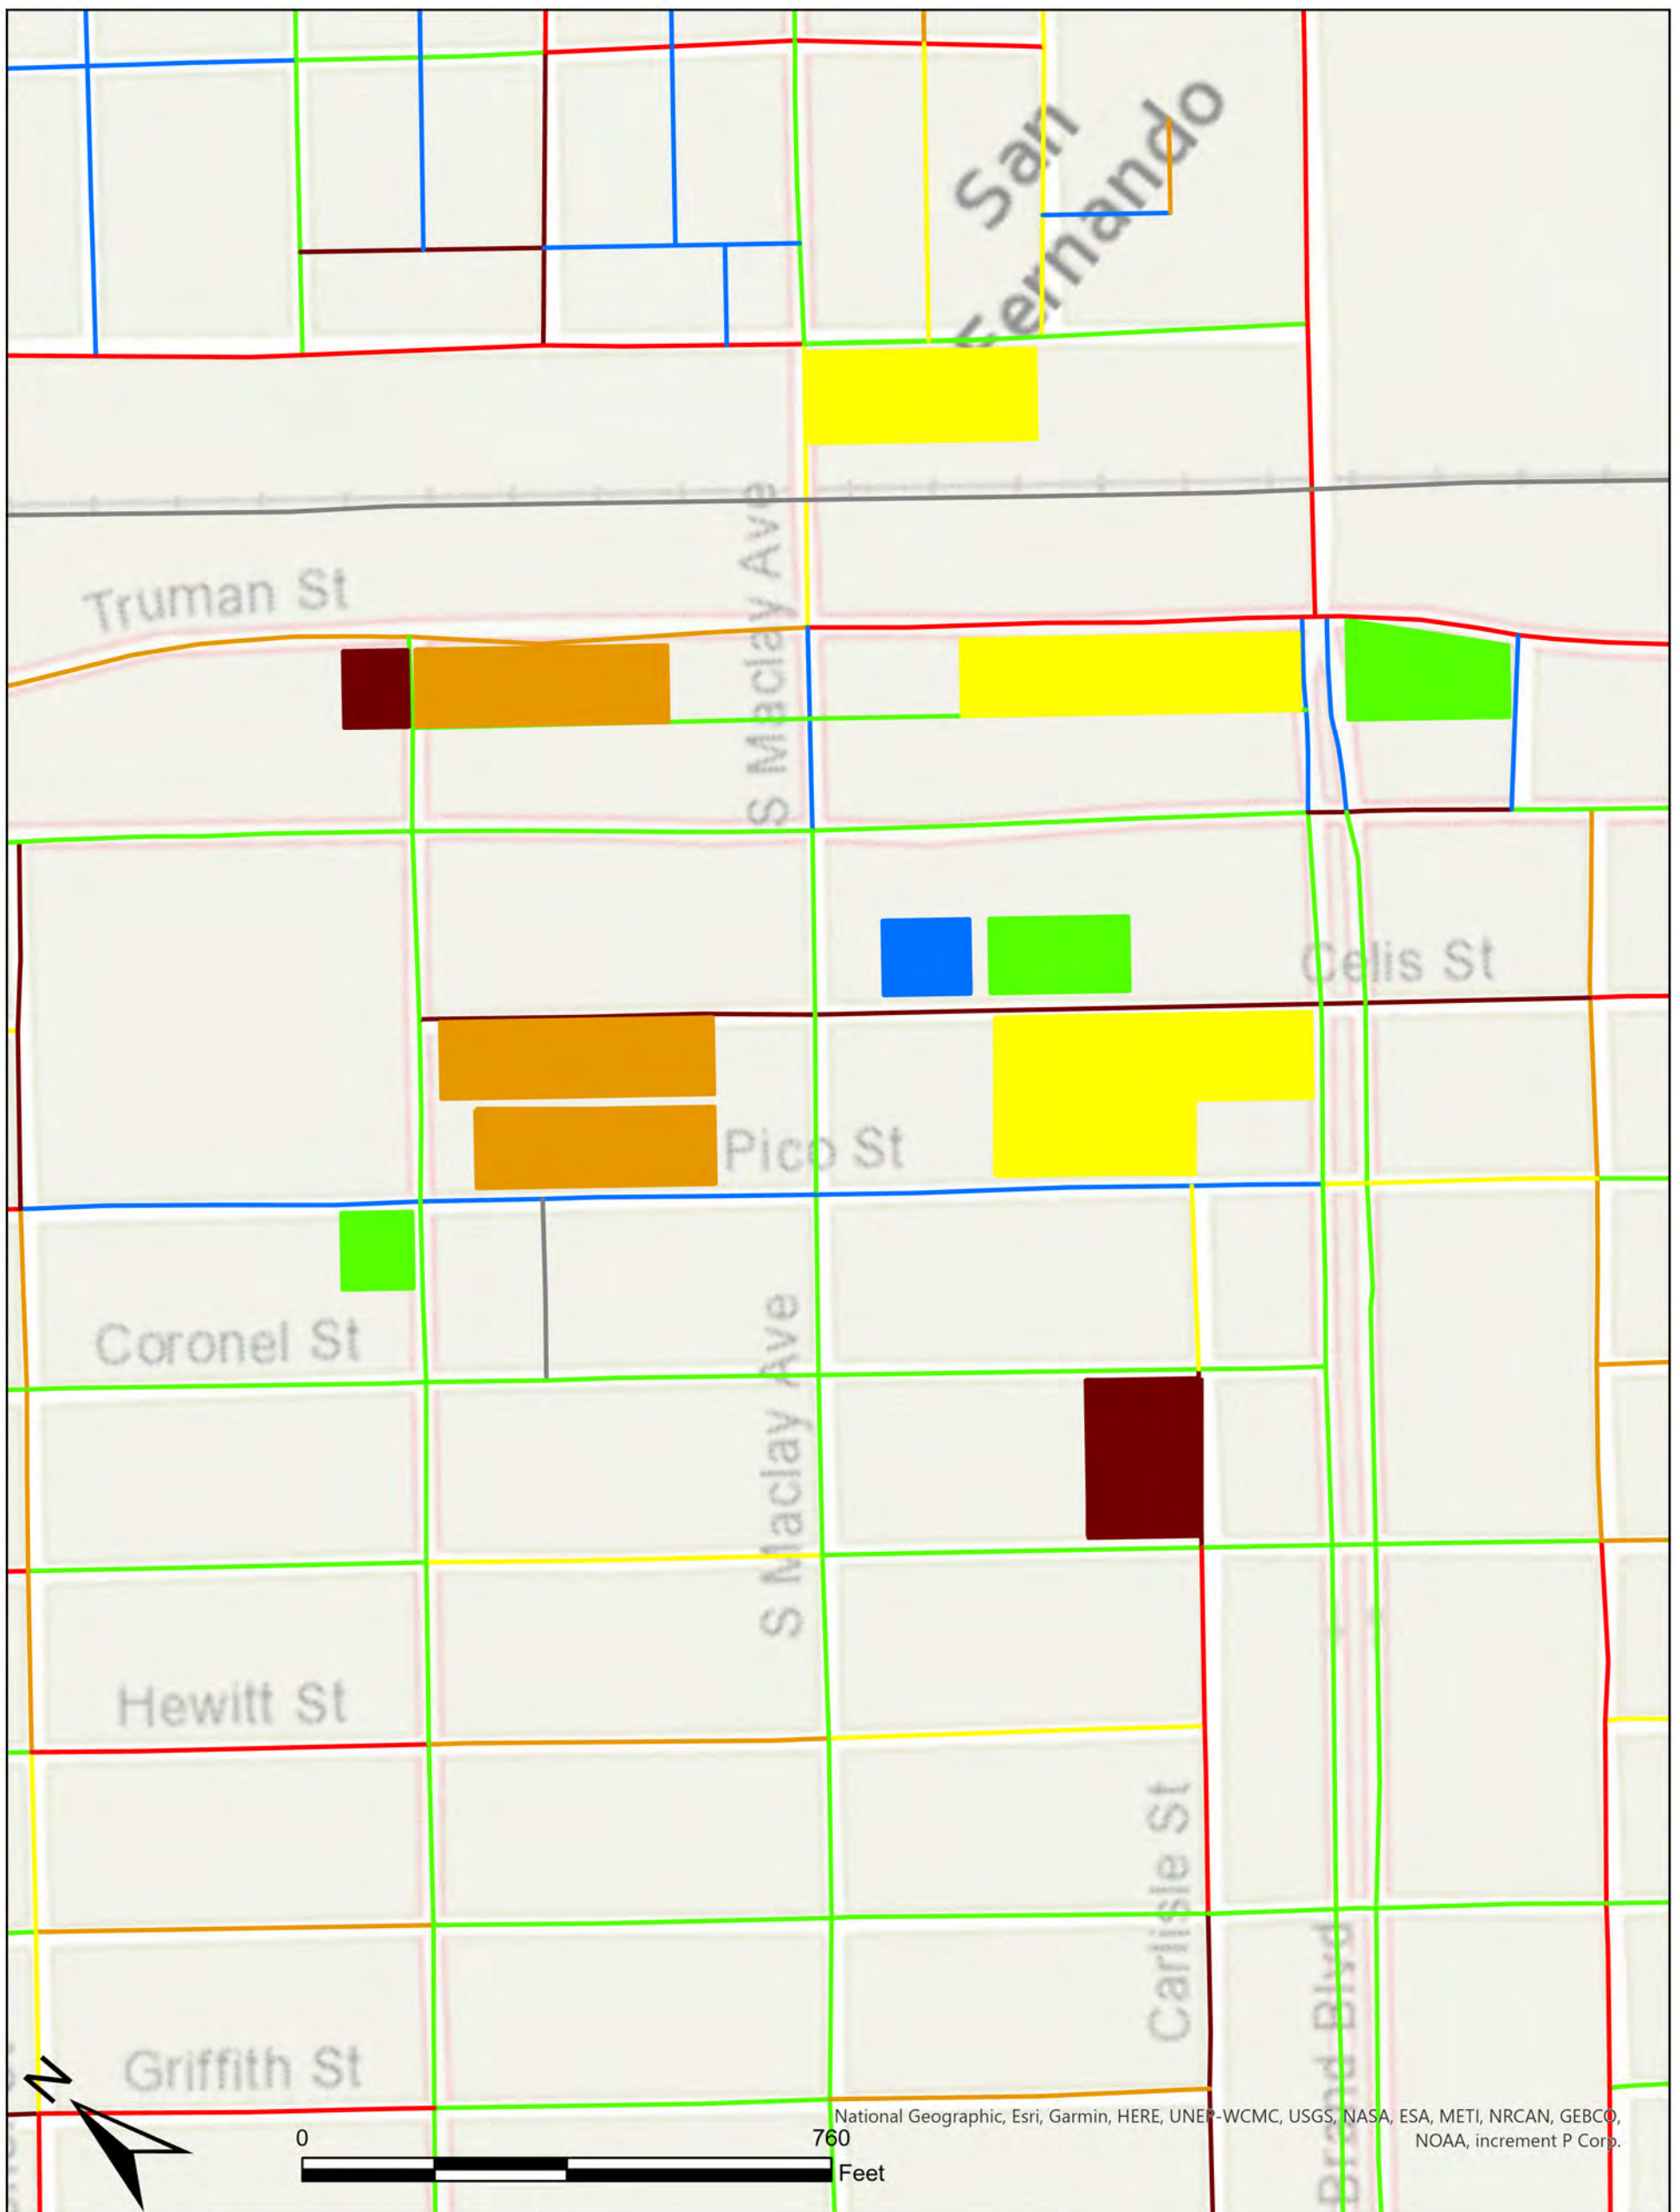 San
Fernando
Truman St
S Maclay Ave
Celis St
Pico St
Coronel St
S Maclay Ave
Hewitt St
Carlisle St
Brand Blvd
Griffith St
N
0
760
Feet
National Geographic, Esri, Garmin, HERE, UNEP-WCMC, USGS, NASA, ESA, METI, NRCAN, GEBCO,
NOAA, increment P Corp.